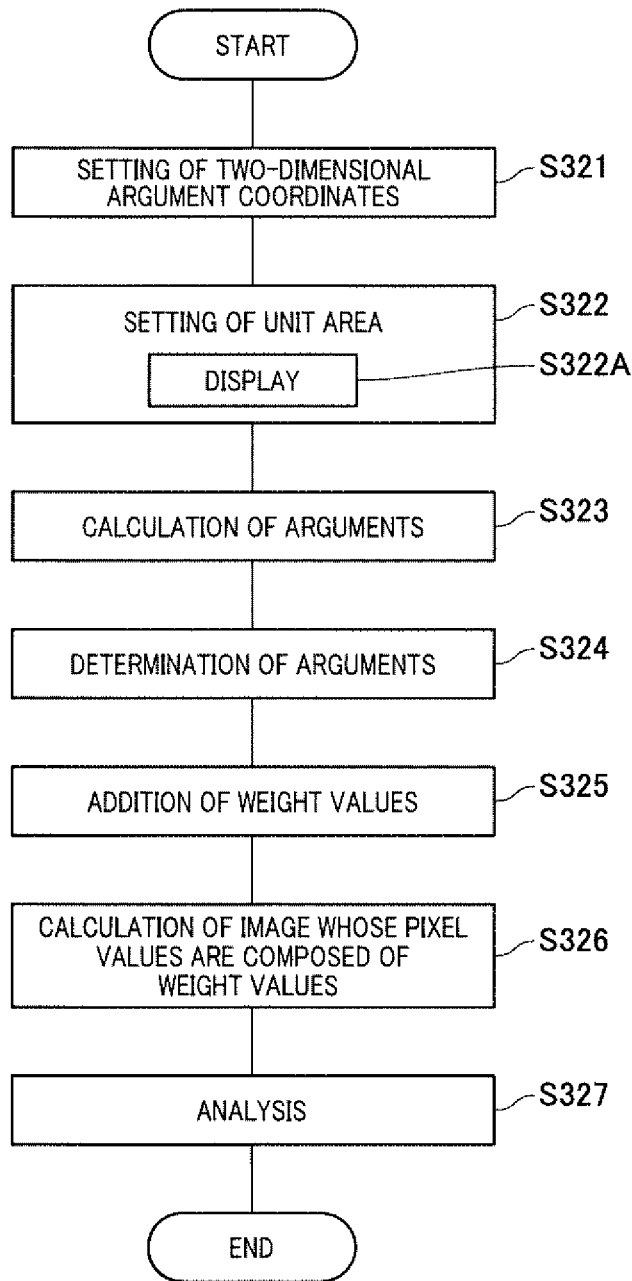 START
SETTING OF TWO-DIMENSIONAL
ARGUMENT COORDINATES
S321
SETTING OF UNIT AREA
S322
DISPLAY
S322A
CALCULATION OF ARGUMENTS
S323
DETERMINATION OF ARGUMENTS
S324
ADDITION OF WEIGHT VALUES
S325
CALCULATION OF IMAGE WHOSE PIXEL
VALUES ARE COMPOSED OF
WEIGHT VALUES
S326
ANALYSIS
S327
END